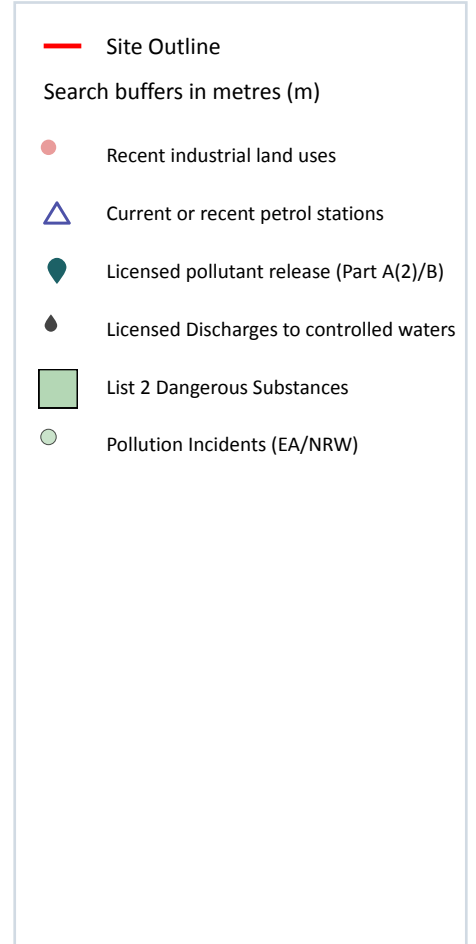 Site Outline
Search buffers in metres (m)
Recent industrial land uses
Current or recent petrol stations
Licensed pollutant release (Part A(2)/B)
Licensed Discharges to controlled waters
List 2 Dangerous Substances
Pollution Incidents (EA/NRW)